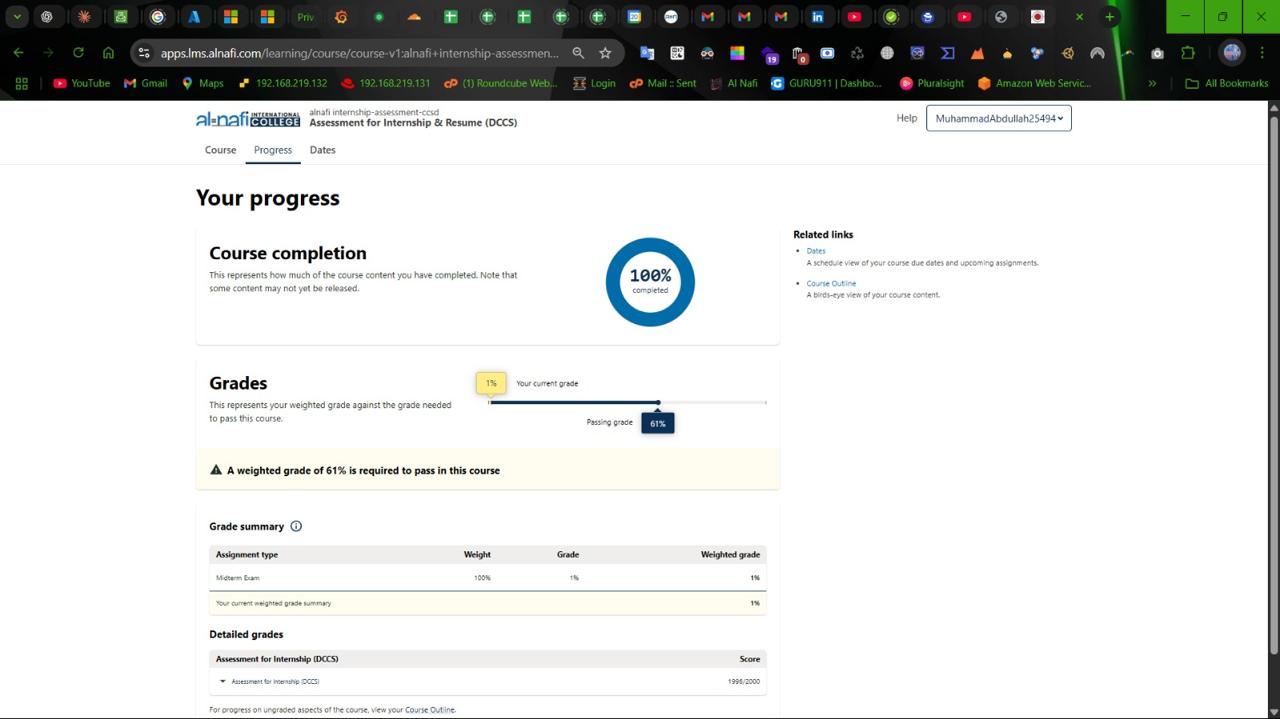 Priv
apps.lms.alnafi.com/learning/course/course-v1:alnafi+internship-assessmen...
19
0
YouTube
Gmail
Maps
192.168.219.132
192.168.219.131
(1) Roundcube Web...
Login
Mail :: Sent
Al Nafi
GURU911 | Dashbo...
Pluralsight
Amazon Web Servic...
»
All Bookmarks
al-nafi INTERNATIONAL COLLEGE
alnafi internship-assessment-ccsd
Assessment for Internship & Resume (DCCS)
Help
MuhammadAbdullah25494
Course
Progress
Dates
Your progress
Course completion
This represents how much of the course content you have completed. Note that
some content may not yet be released.
100%
completed
Related links
Dates
A schedule view of your course due dates and upcoming assignments.
Course Outline
A birds-eye view of your course content.
Grades
This represents your weighted grade against the grade needed
to pass this course.
1%
Your current grade
Passing grade
61%
A weighted grade of 61% is required to pass in this course
Grade summary
Assignment type Weight Grade Weighted grade
Midterm Exam 100% 1% 1%
Your current weighted grade summary 1%
Detailed grades
Assessment for Internship (DCCS) Score
Assessment for Internship (DCCS) 1996/2000
For progress on ungraded aspects of the course, view your Course Outline.